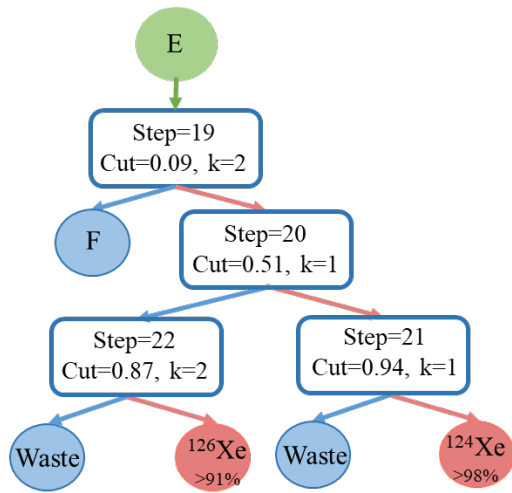 E
Step=19
Cut=0.09, k=2
F
Step=20
Cut=0.51, k=1
Step=22
Cut=0.87, k=2
Step=21
Cut=0.94, k=1
Waste
¹²⁶Xe
>91%
Waste
¹²⁴Xe
>98%